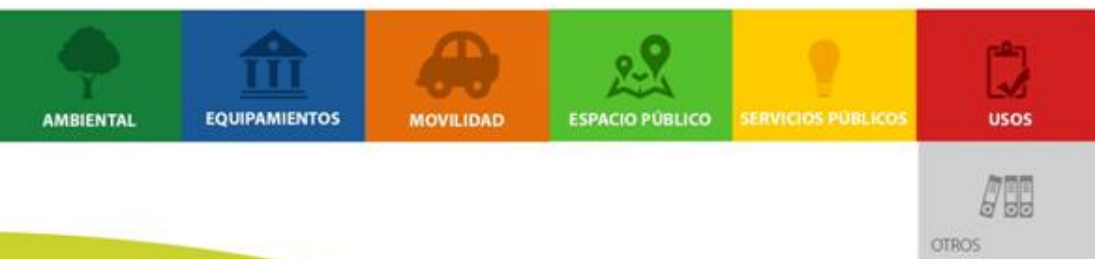 AMBIENTAL
EQUIPAMIENTOS
MOVILIDAD
ESPACIO PÚBLICO
SERVICIOS PÚBLICOS
USOS
OTROS